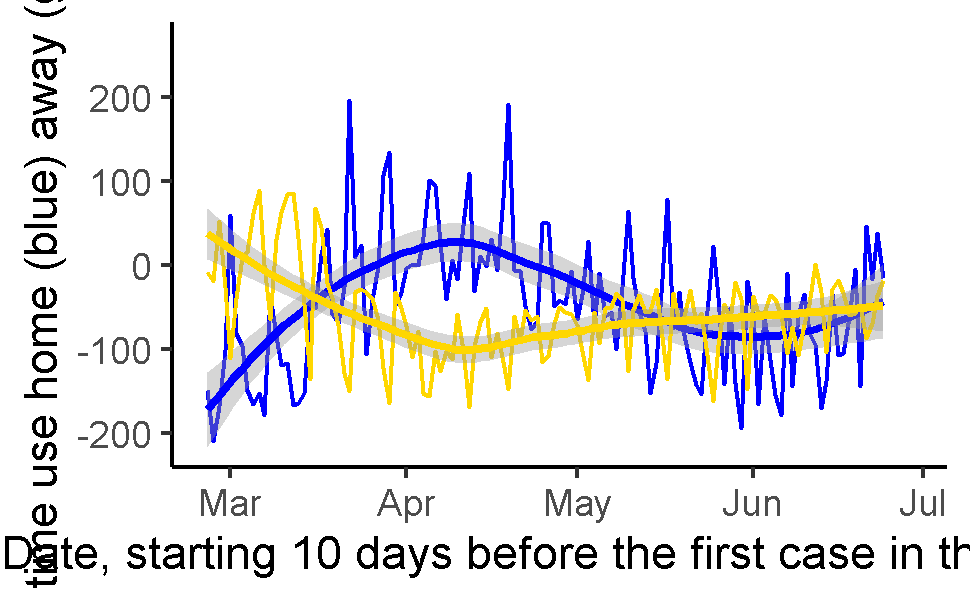 time use home (blue) away (
200
100
0
-100
-200
Mar Apr May Jun Jul
Date, starting 10 days before the first case in th